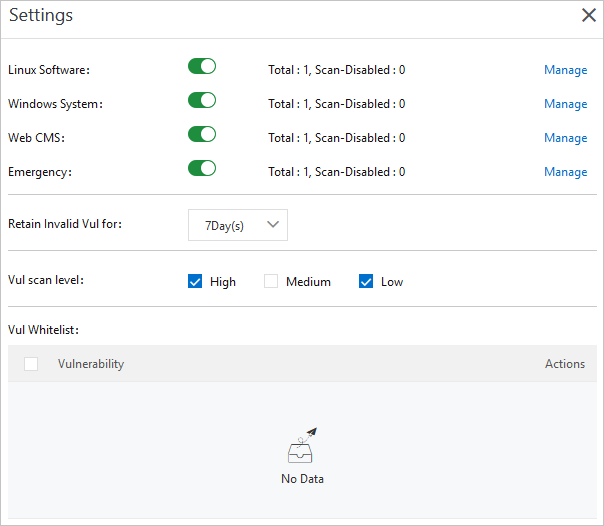 Settings
Linux Software: Total : 1, Scan-Disabled : 0 Manage
Windows System: Total : 1, Scan-Disabled : 0 Manage
Web CMS: Total : 1, Scan-Disabled : 0 Manage
Emergency: Total : 1, Scan-Disabled : 0 Manage
Retain Invalid Vul for: 7Day(s)
Vul scan level: High Medium Low
Vul Whitelist:
Vulnerability Actions
No Data